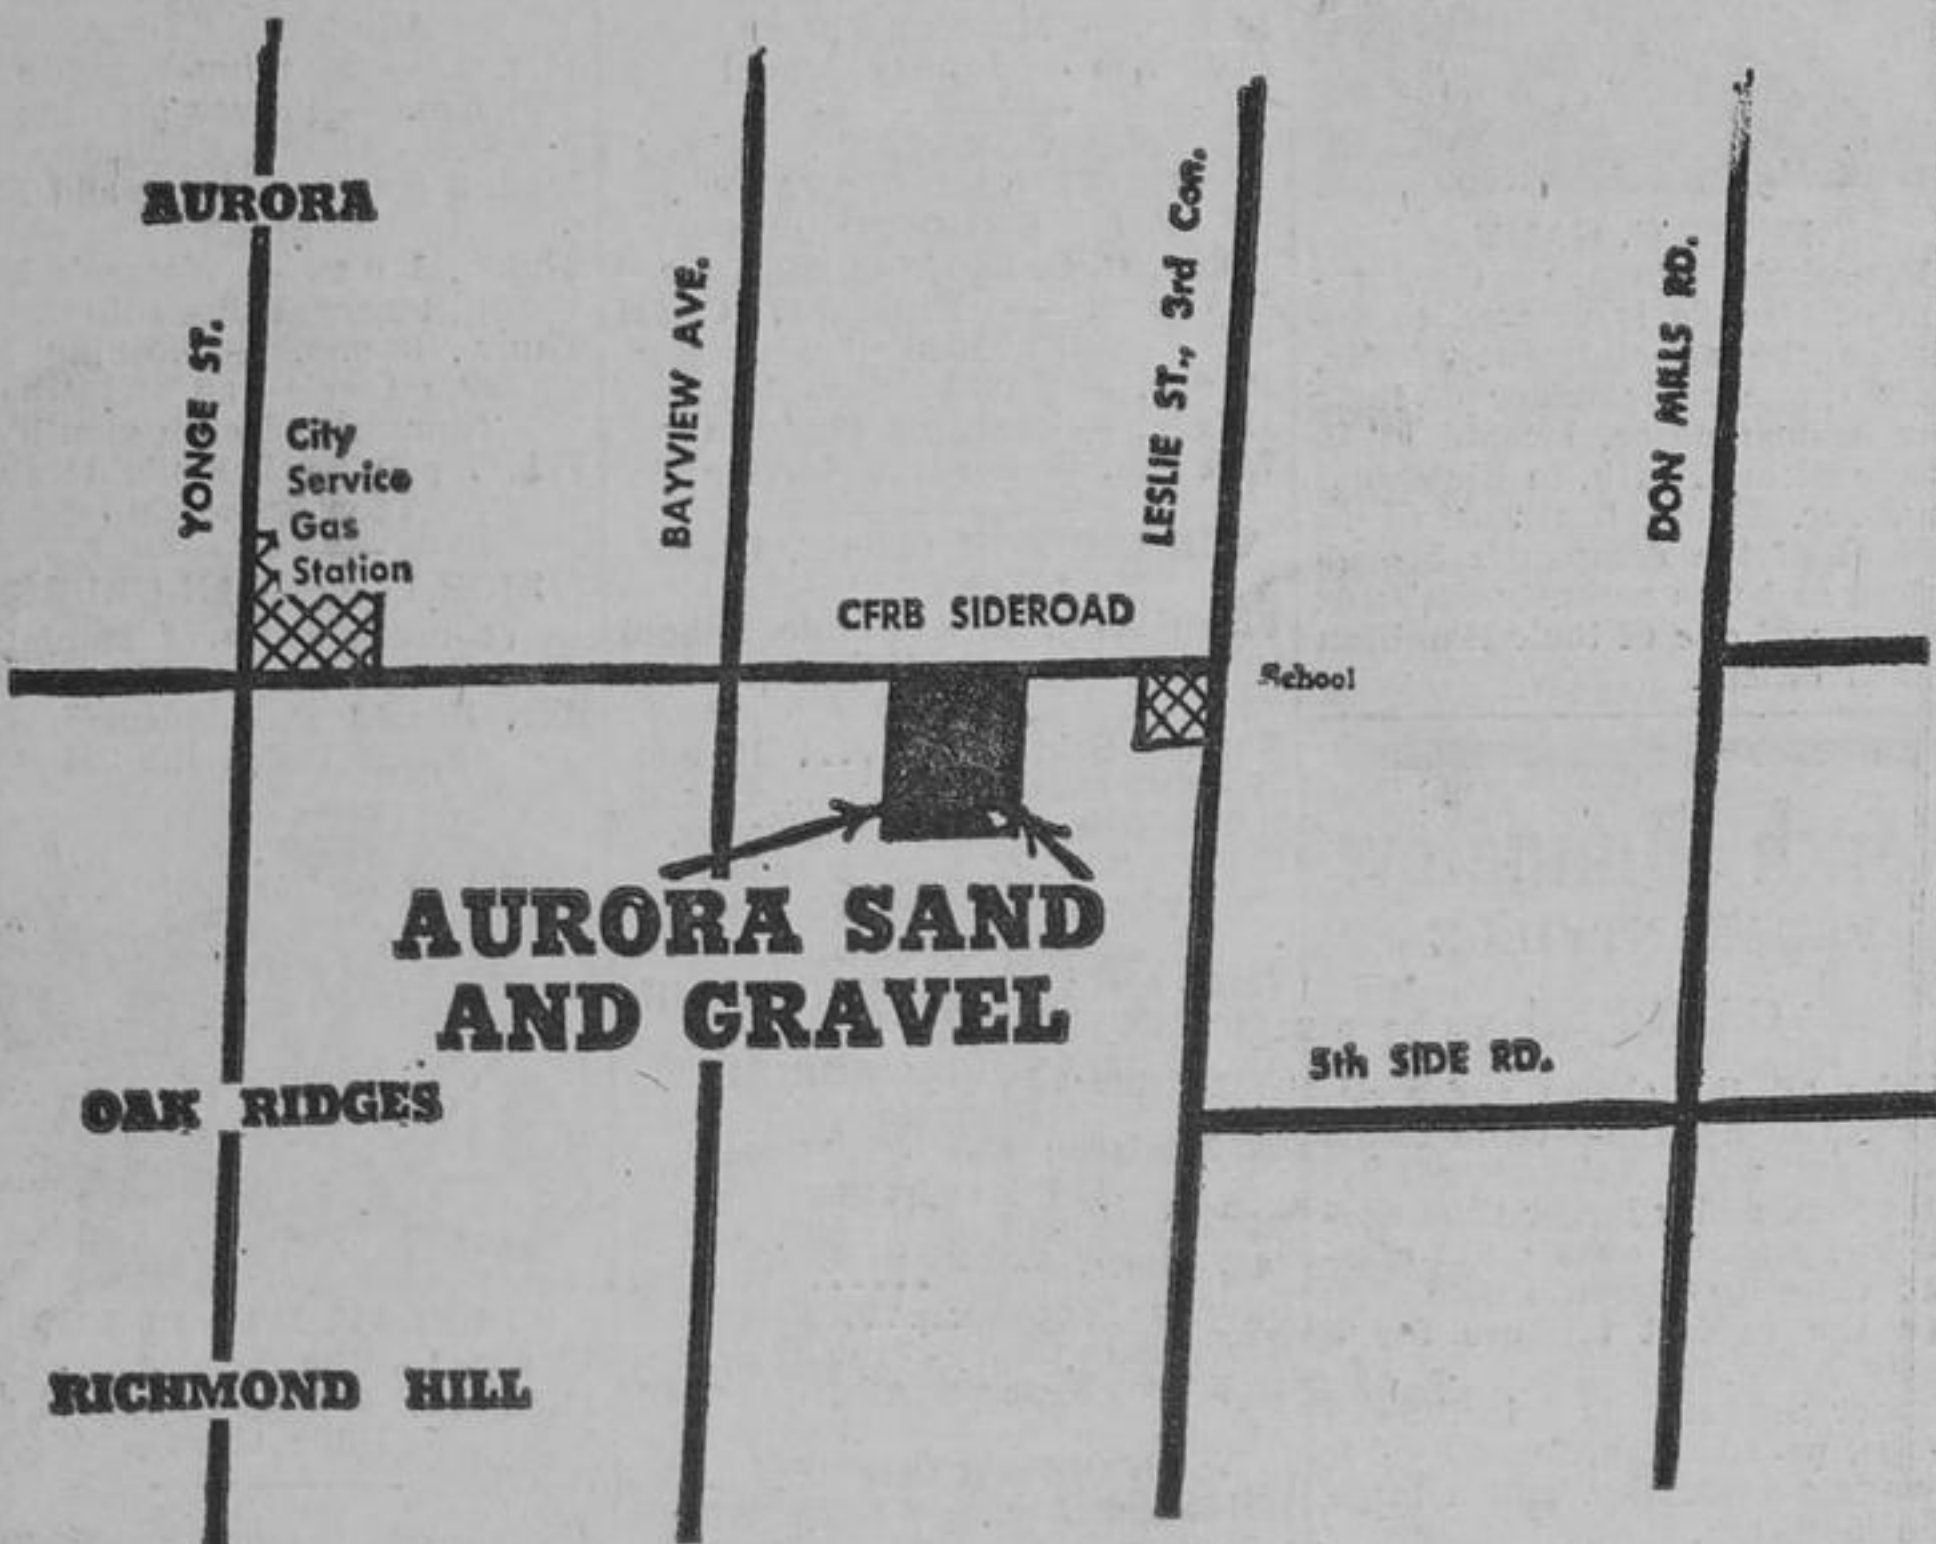 AURORA
YONGE ST.
City
Service
Gas
Station
BAYVIEW AVE.
LESLIE ST., 3rd Con.
DON MILLS RD.
CFRB SIDEROAD
School
AURORA SAND
AND GRAVEL
5th SIDE RD.
OAK RIDGES
RICHMOND HILL